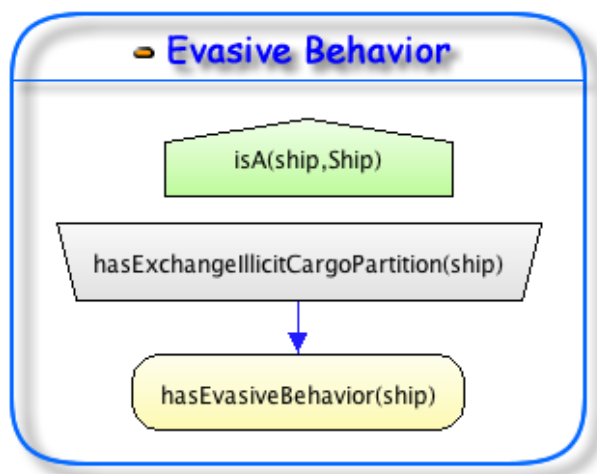 Evasive Behavior
isA(ship,Ship)
hasExchangeIllicitCargoPartition(ship)
hasEvasiveBehavior(ship)